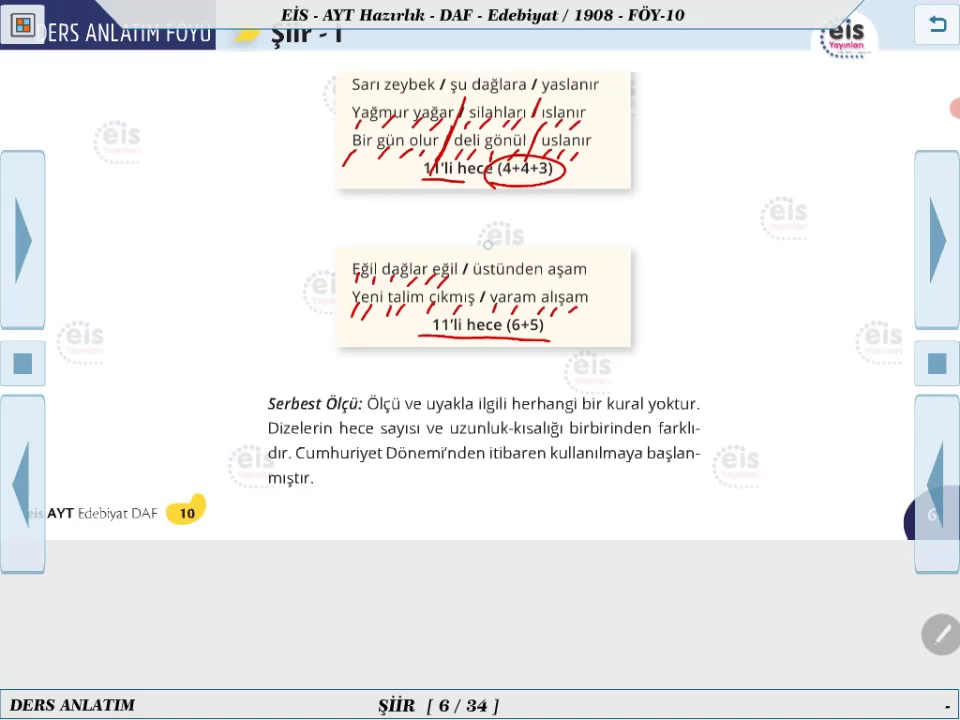 EİS - AYT Hazırlık - DAF - Edebiyat / 1908 - FÖY-10
DERS ANLATIM FÖYÜ
Şiir - I
eis
Yayınları
Sarı zeybek / şu dağlara / yaslanır
Yağmur yağar / silahları / ıslanır
Bir gün olur / deli gönül / uslanır
11'li hece (4+4+3)
Eğil dağlar eğil / üstünden aşam
Yeni talim çıkmış / varam alışam
11'li hece (6+5)
Serbest Ölçü: Ölçü ve uyakla ilgili herhangi bir kural yoktur.
Dizelerin hece sayısı ve uzunluk-kısalığı birbirinden farklı-
dır. Cumhuriyet Dönemi'nden itibaren kullanılmaya başlan-
mıştır.
eis AYT Edebiyat DAF 10
6
DERS ANLATIM ŞİİR [ 6 / 34 ] -